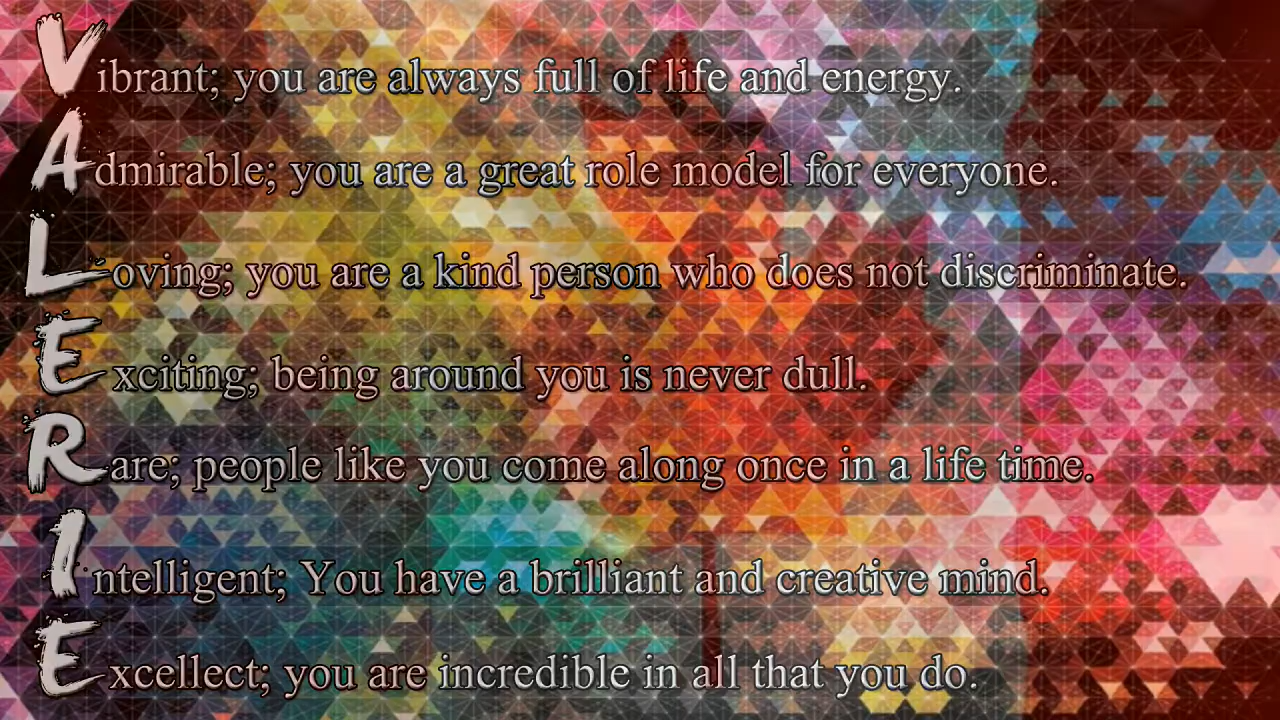 Vibrant; you are always full of life and energy.
Admirable; you are a great role model for everyone.
Loving; you are a kind person who does not discriminate.
Exciting; being around you is never dull.
Rare; people like you come along once in a life time.
Intelligent; You have a brilliant and creative mind.
Excellect; you are incredible in all that you do.